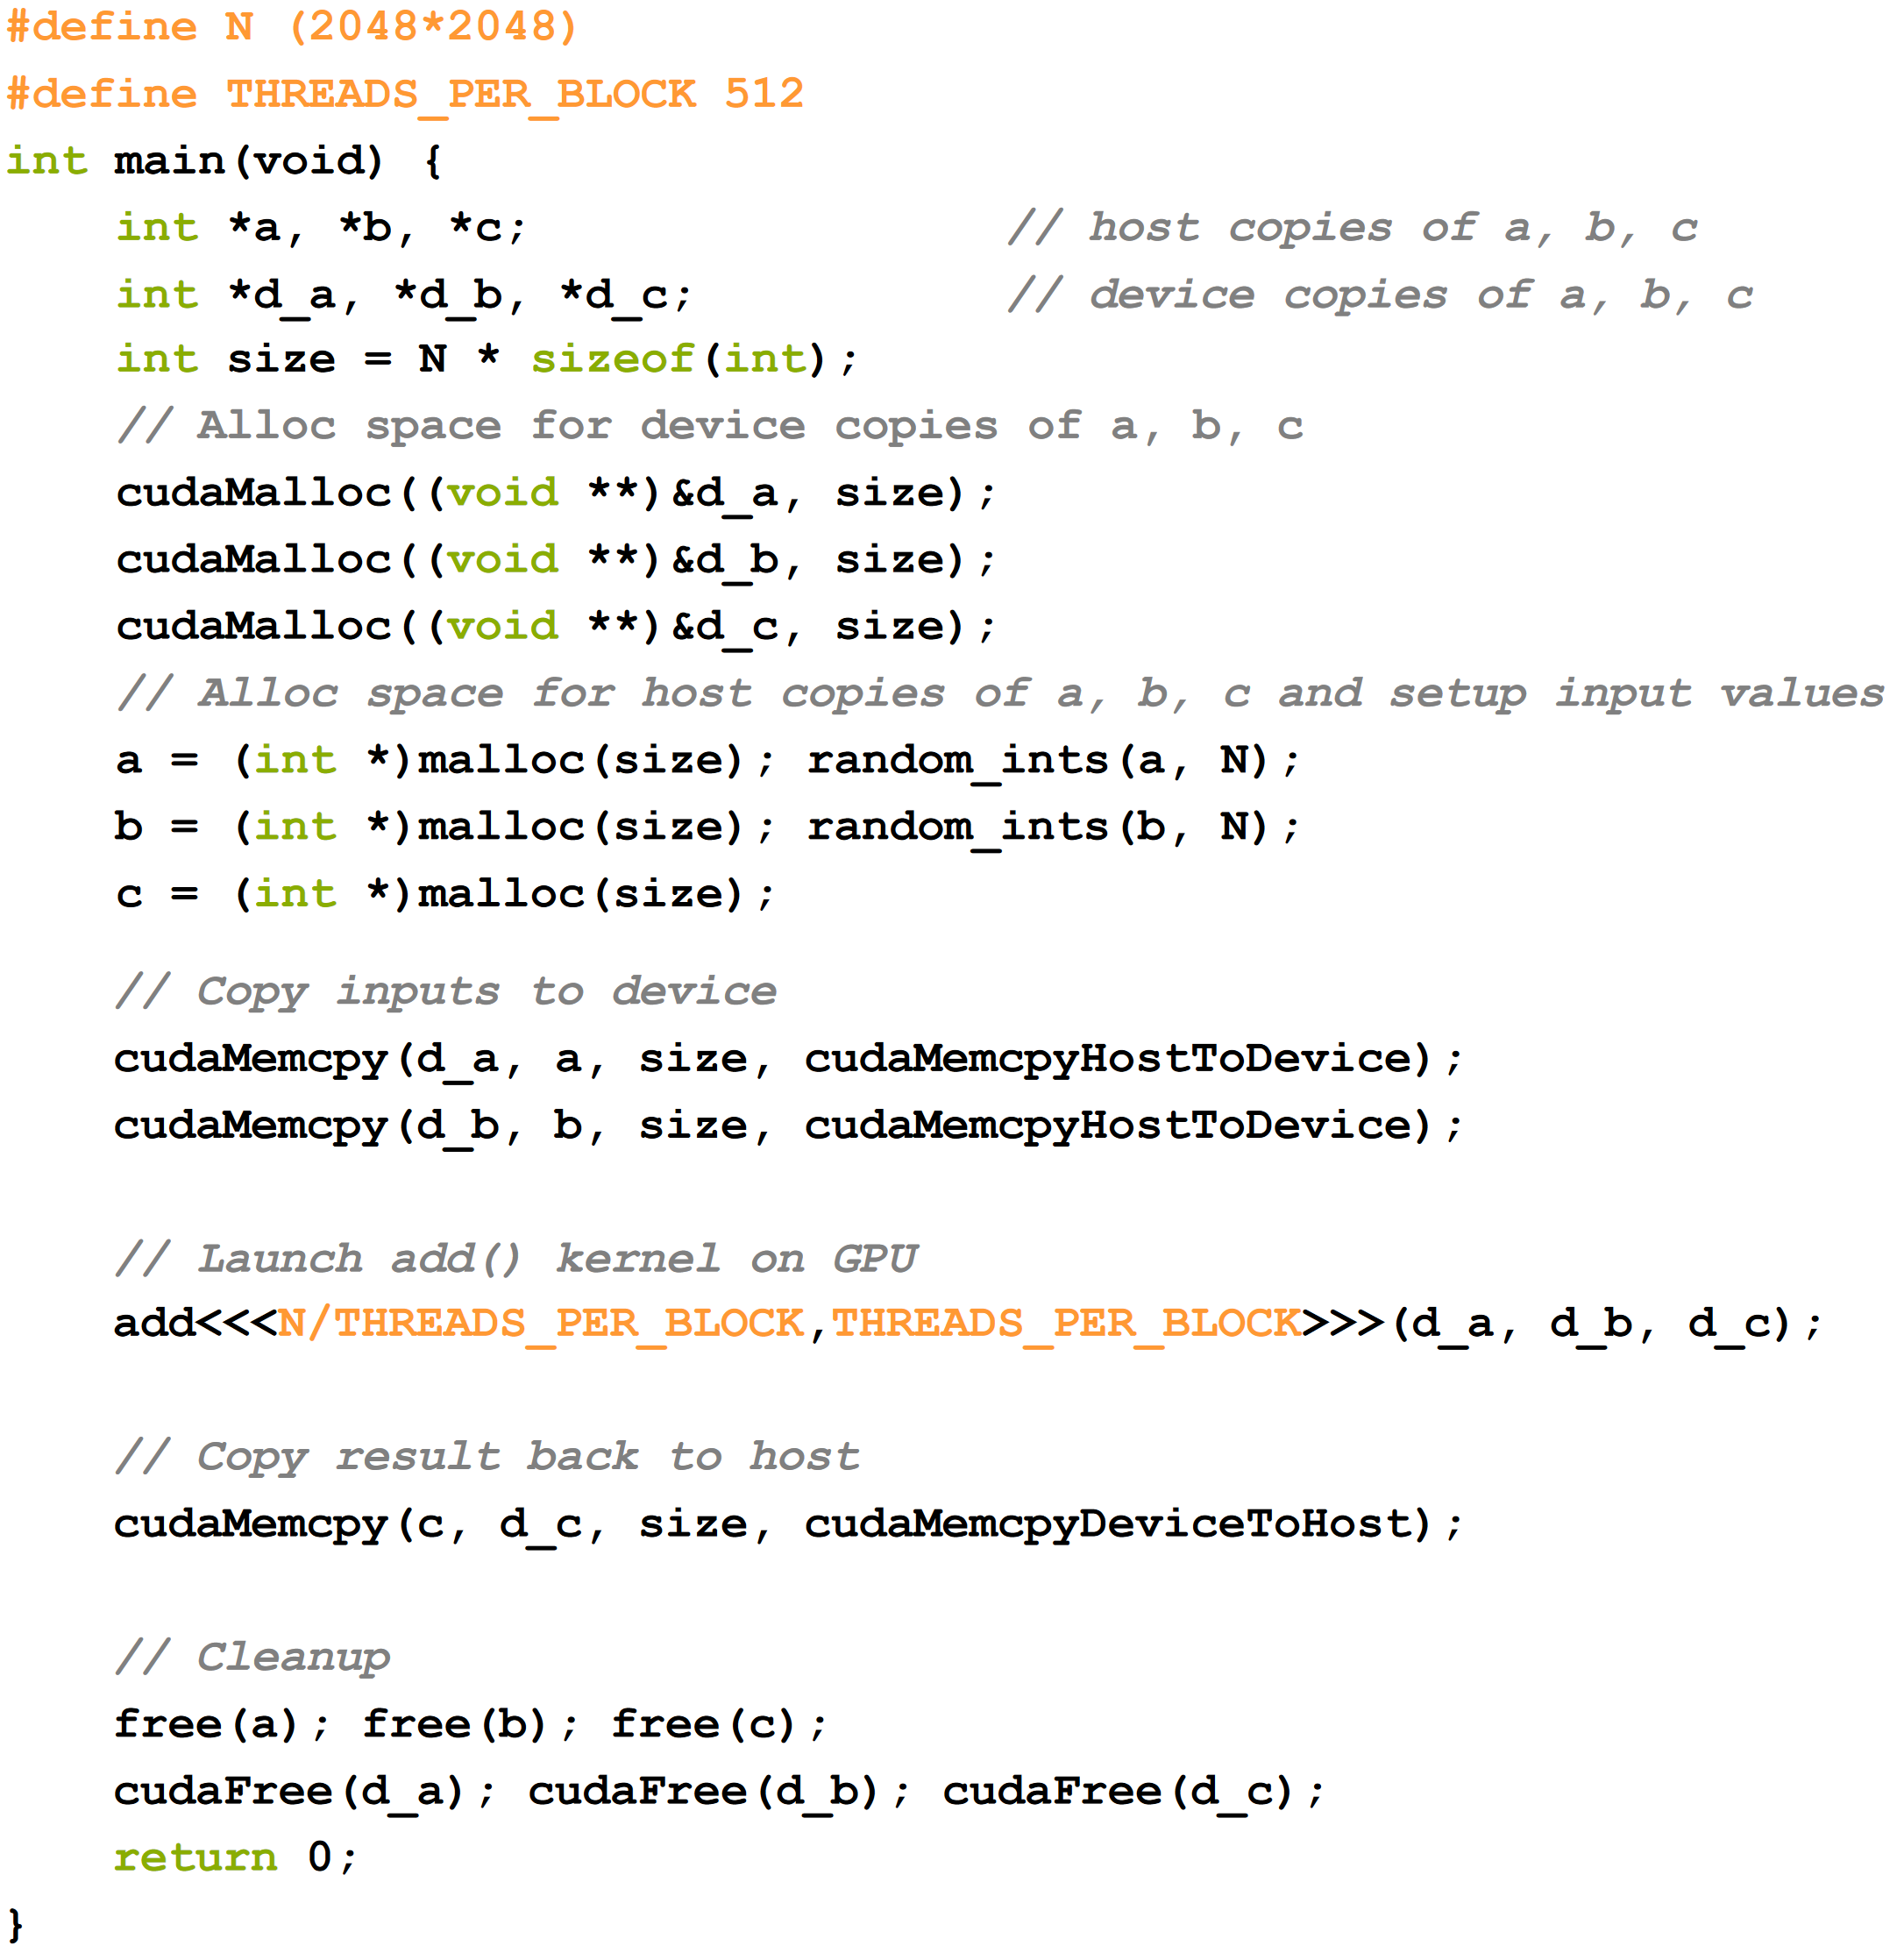 #define N (2048*2048)
#define THREADS_PER_BLOCK 512
int main(void) {
int *a, *b, *c; // host copies of a, b, c
int *d_a, *d_b, *d_c; // device copies of a, b, c
int size = N * sizeof(int);
// Alloc space for device copies of a, b, c
cudaMalloc((void **)&d_a, size);
cudaMalloc((void **)&d_b, size);
cudaMalloc((void **)&d_c, size);
// Alloc space for host copies of a, b, c and setup input values
a = (int *)malloc(size); random_ints(a, N);
b = (int *)malloc(size); random_ints(b, N);
c = (int *)malloc(size);
// Copy inputs to device
cudaMemcpy(d_a, a, size, cudaMemcpyHostToDevice);
cudaMemcpy(d_b, b, size, cudaMemcpyHostToDevice);
// Launch add() kernel on GPU
add<<<N/THREADS_PER_BLOCK,THREADS_PER_BLOCK>>>(d_a, d_b, d_c);
// Copy result back to host
cudaMemcpy(c, d_c, size, cudaMemcpyDeviceToHost);
// Cleanup
free(a); free(b); free(c);
cudaFree(d_a); cudaFree(d_b); cudaFree(d_c);
return 0;
}